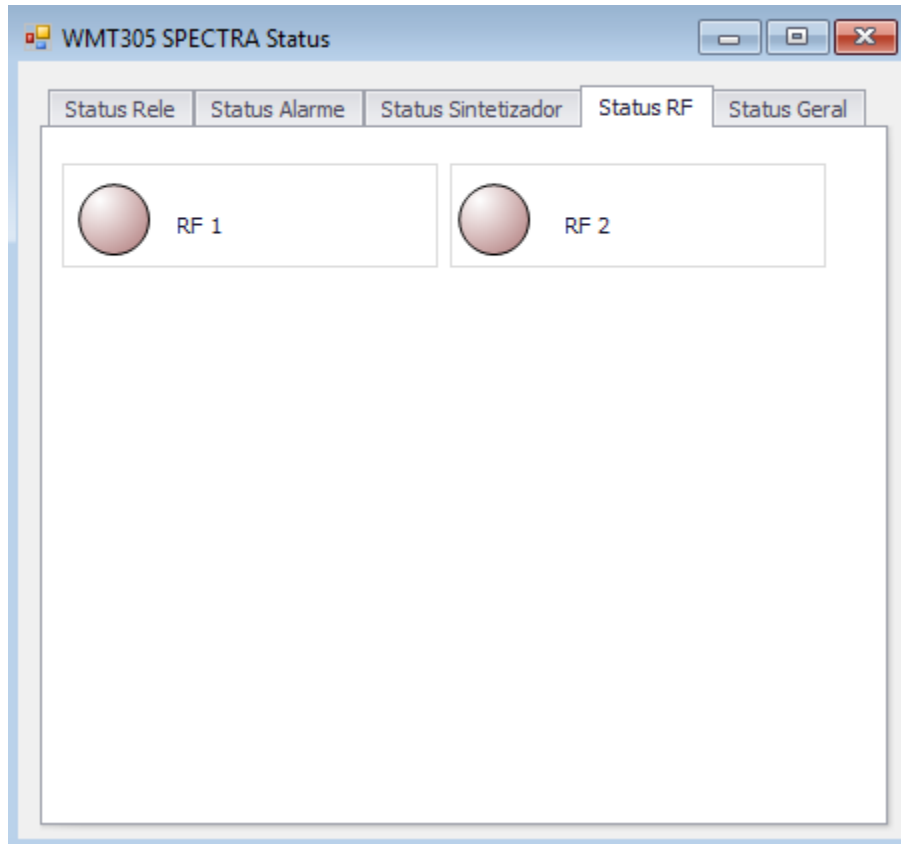 WMT305 SPECTRA Status
Status Rele Status Alarme Status Sintetizador Status RF Status Geral
RF 1 RF 2